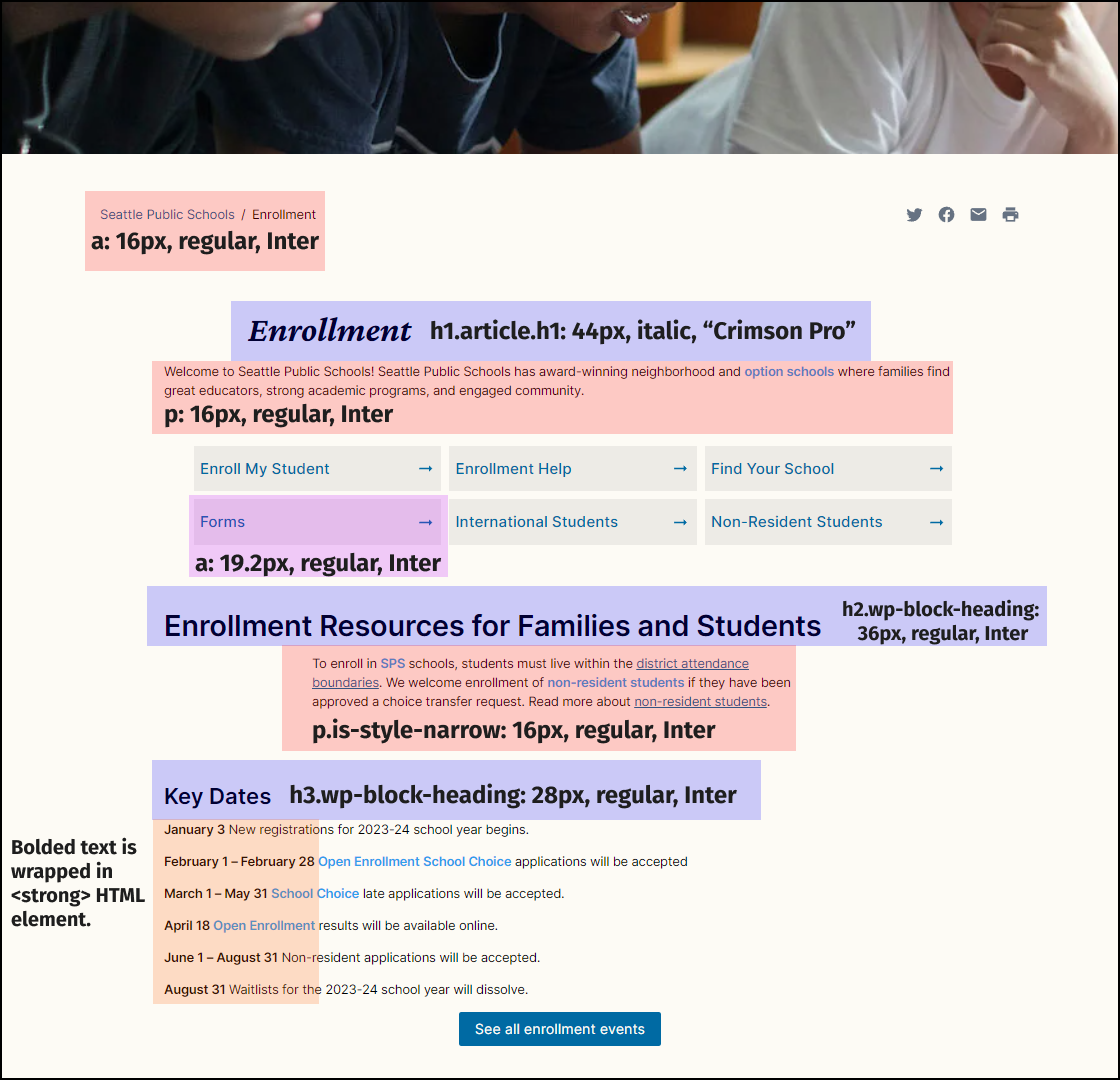 Seattle Public Schools / Enrollment
a: 16px, regular, Inter
Enrollment h1.article.h1: 44px, italic, “Crimson Pro”
Welcome to Seattle Public Schools! Seattle Public Schools has award-winning neighborhood and option schools where families find
great educators, strong academic programs, and engaged community.
p: 16px, regular, Inter
Enroll My Student → Enrollment Help → Find Your School →
Forms → International Students → Non-Resident Students →
a: 19.2px, regular, Inter
Enrollment Resources for Families and Students
h2.wp-block-heading:
36px, regular, Inter
To enroll in SPS schools, students must live within the district attendance
boundaries. We welcome enrollment of non-resident students if they have been
approved a choice transfer request. Read more about non-resident students.
p.is-style-narrow: 16px, regular, Inter
Key Dates h3.wp-block-heading: 28px, regular, Inter
Bolded text is
wrapped in
<strong> HTML
element.
January 3 New registrations for 2023-24 school year begins.
February 1 – February 28 Open Enrollment School Choice applications will be accepted
March 1 – May 31 School Choice late applications will be accepted.
April 18 Open Enrollment results will be available online.
June 1 – August 31 Non-resident applications will be accepted.
August 31 Waitlists for the 2023-24 school year will dissolve.
See all enrollment events